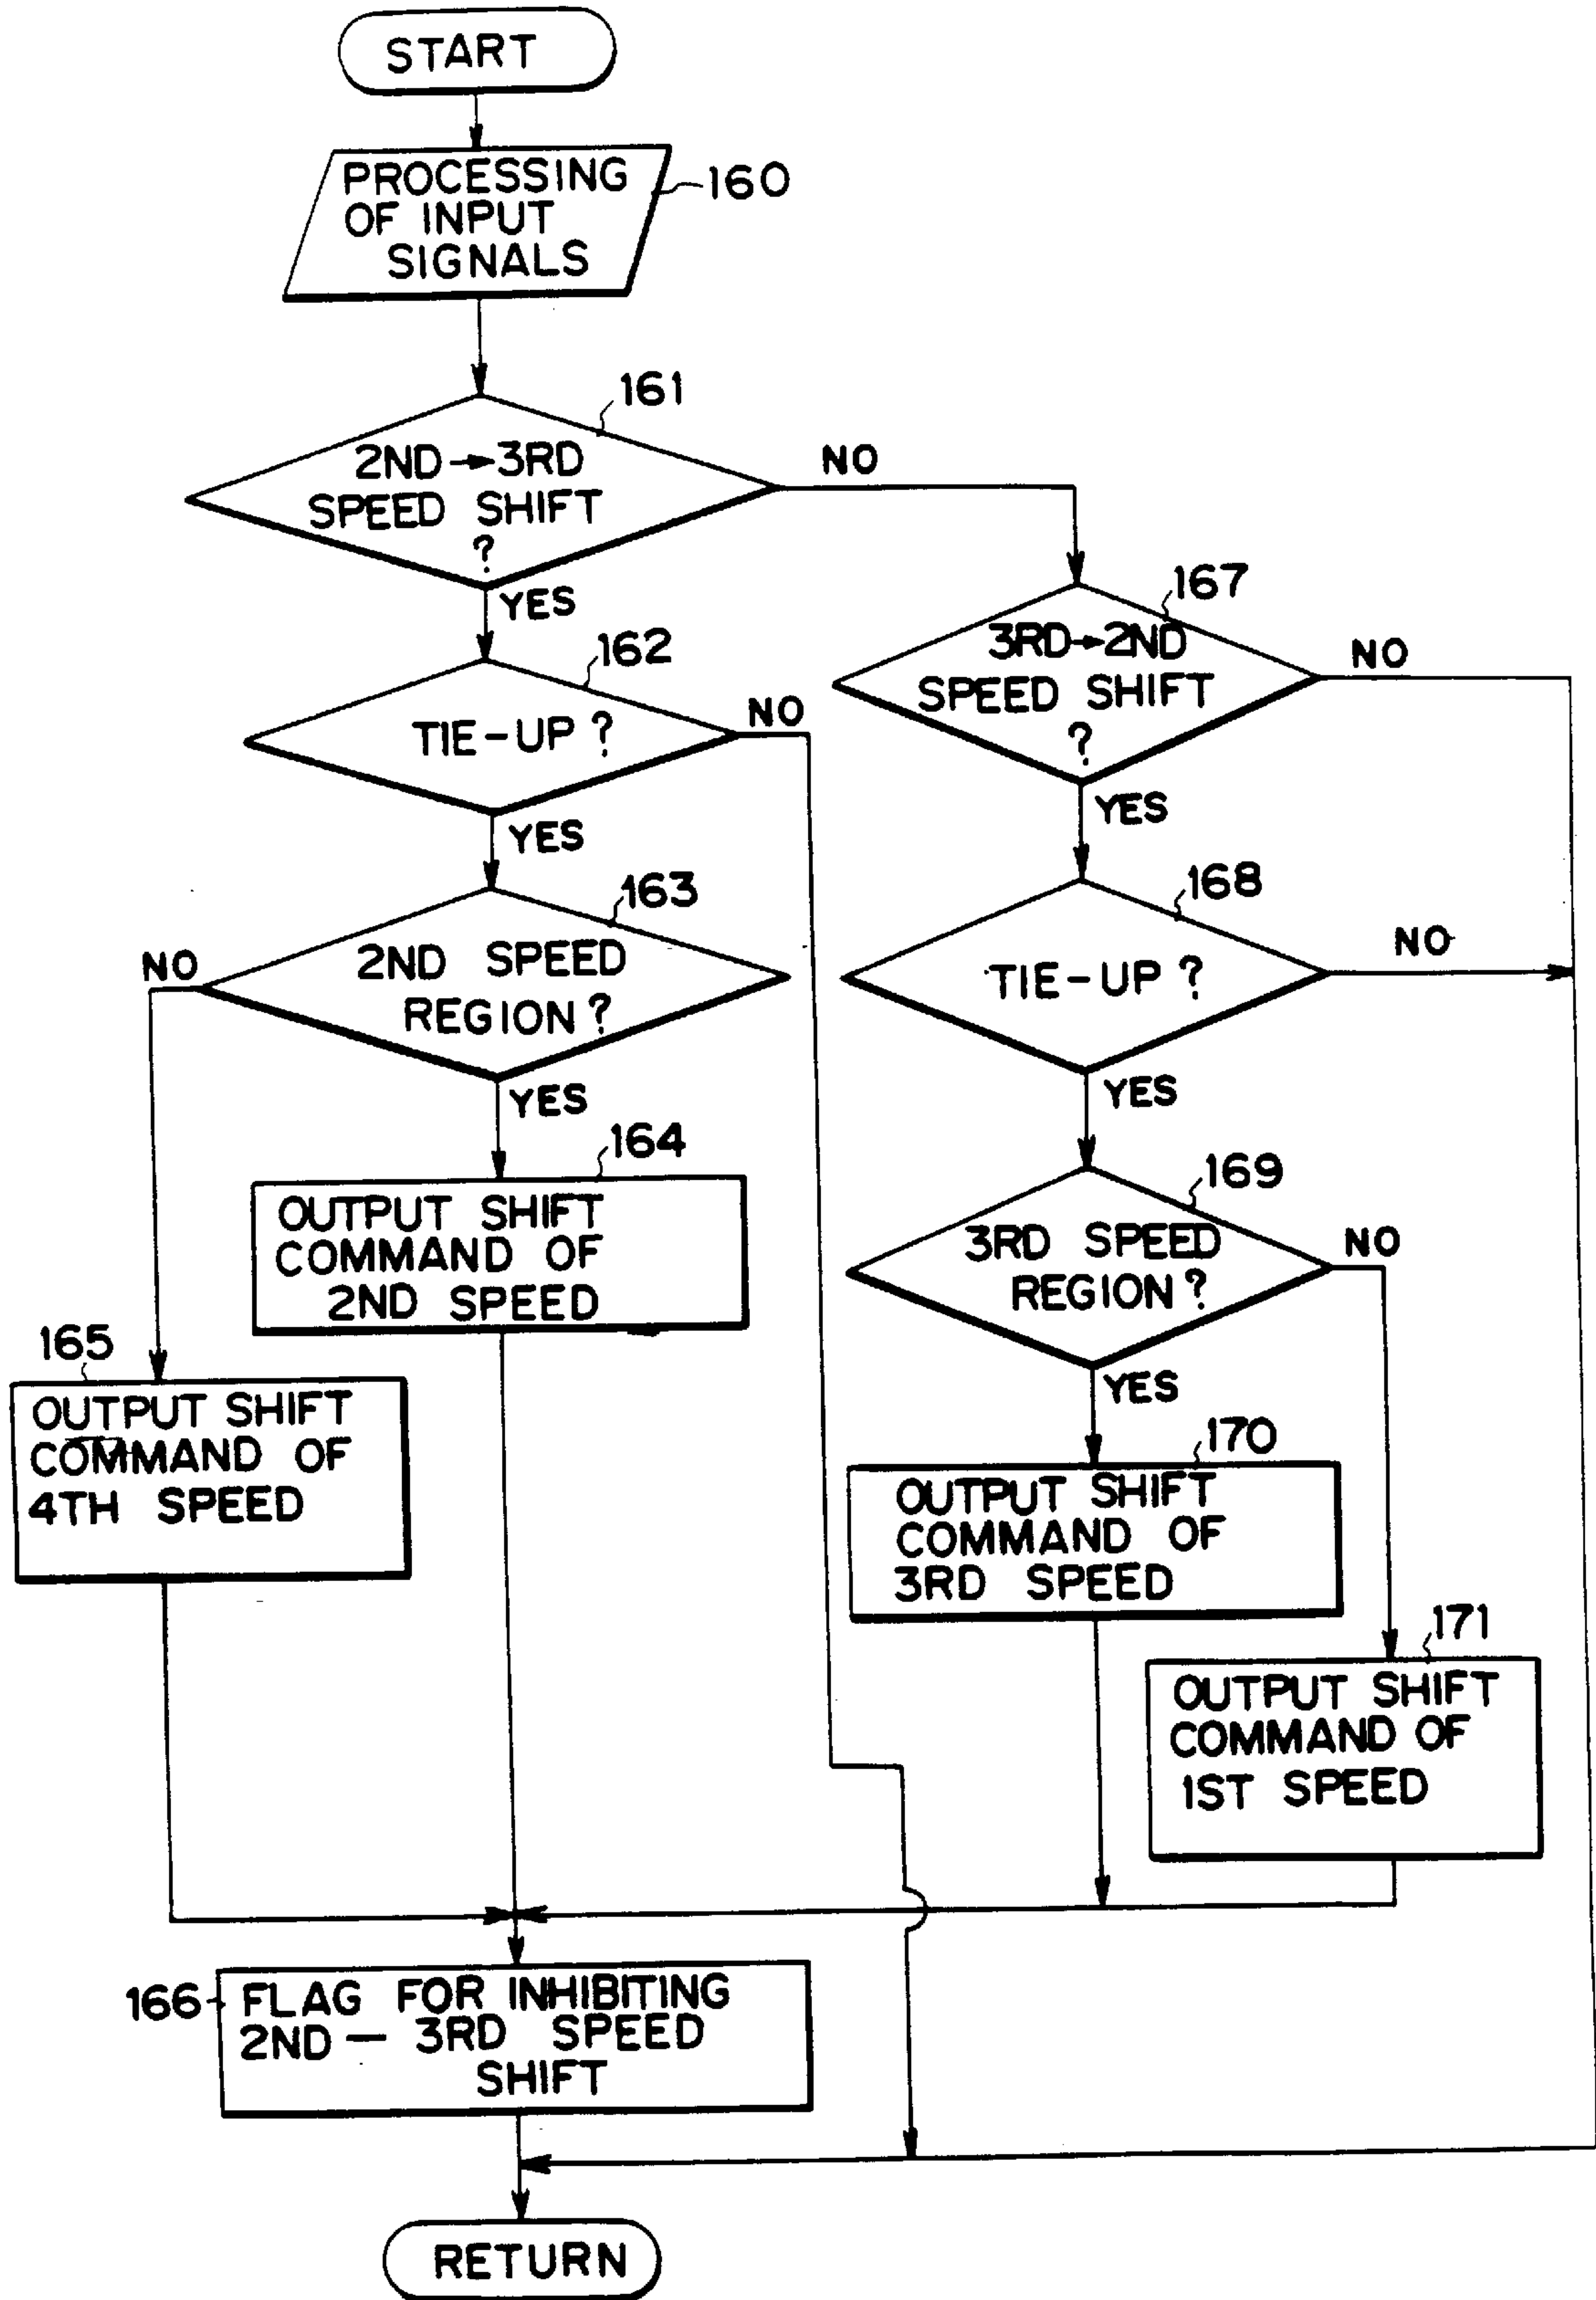 START
PROCESSING
OF INPUT
SIGNALS
160
161
2ND→3RD
SPEED SHIFT
?
NO
YES
167
3RD→2ND
SPEED SHIFT
?
NO
YES
162
TIE-UP ?
NO
YES
163
2ND SPEED
REGION ?
NO
YES
168
TIE-UP ?
NO
YES
164
OUTPUT SHIFT
COMMAND OF
2ND SPEED
169
3RD SPEED
REGION ?
NO
YES
165
OUTPUT SHIFT
COMMAND OF
4TH SPEED
170
OUTPUT SHIFT
COMMAND OF
3RD SPEED
171
OUTPUT SHIFT
COMMAND OF
1ST SPEED
166
FLAG FOR INHIBITING
2ND — 3RD SPEED
SHIFT
RETURN